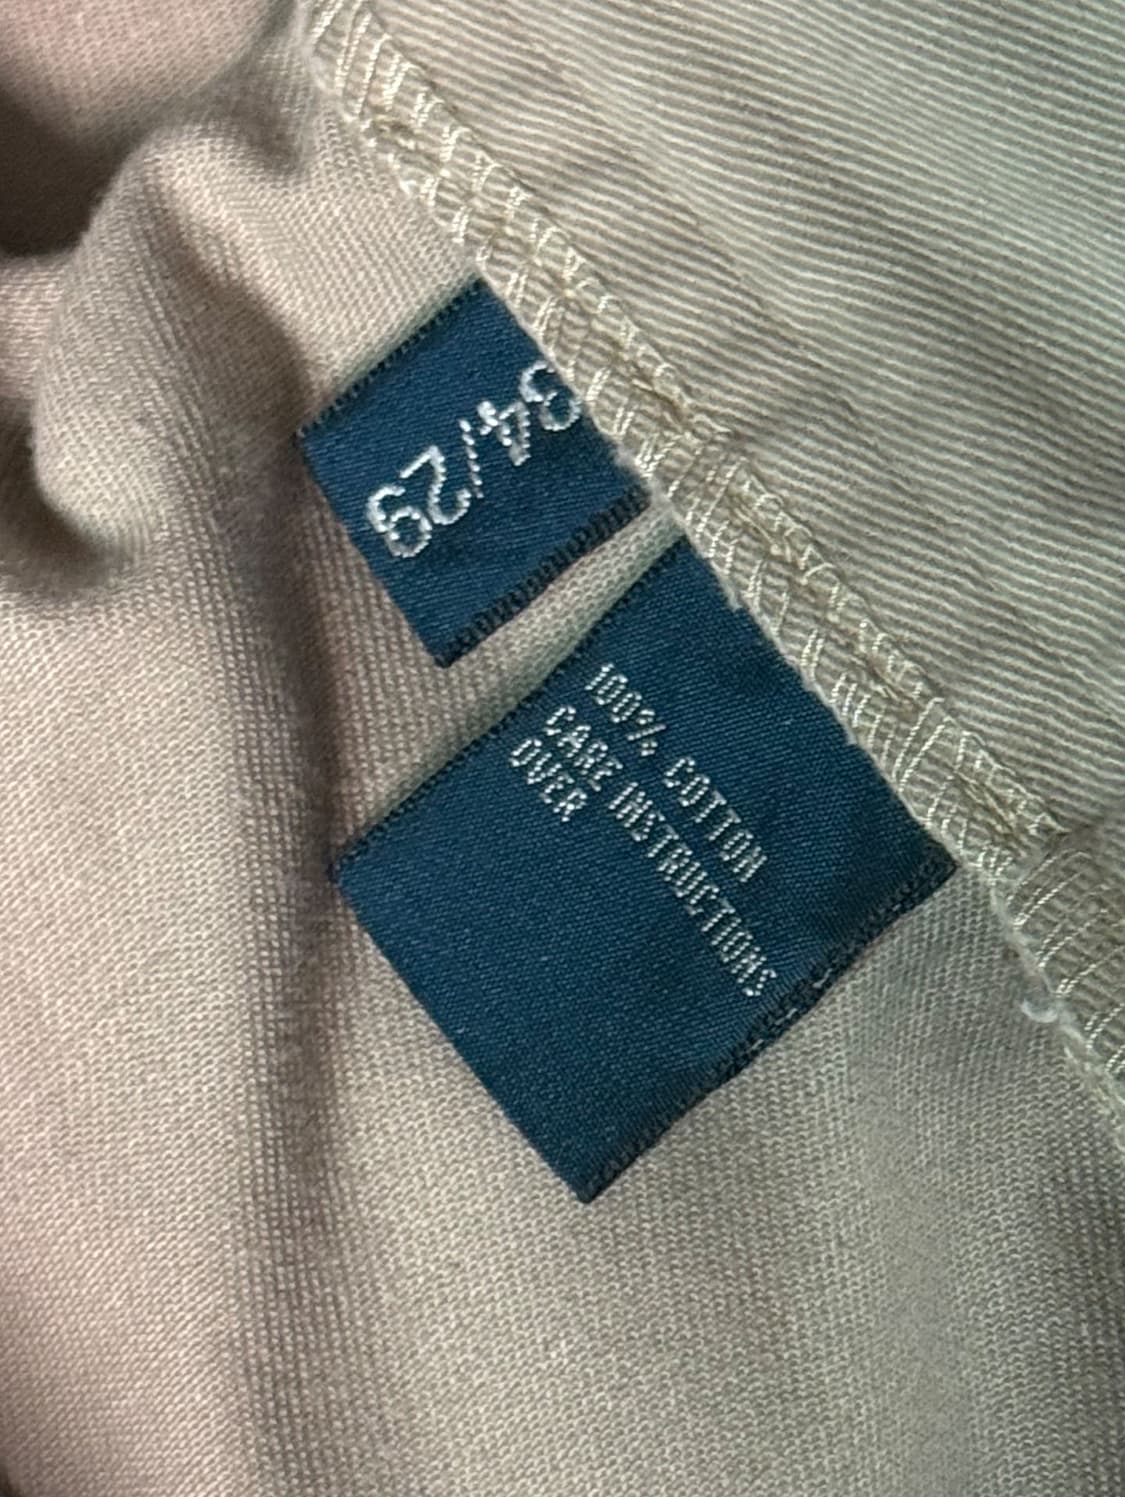 34/29
100% COTTON
CARE INSTRUCTIONS
OVER